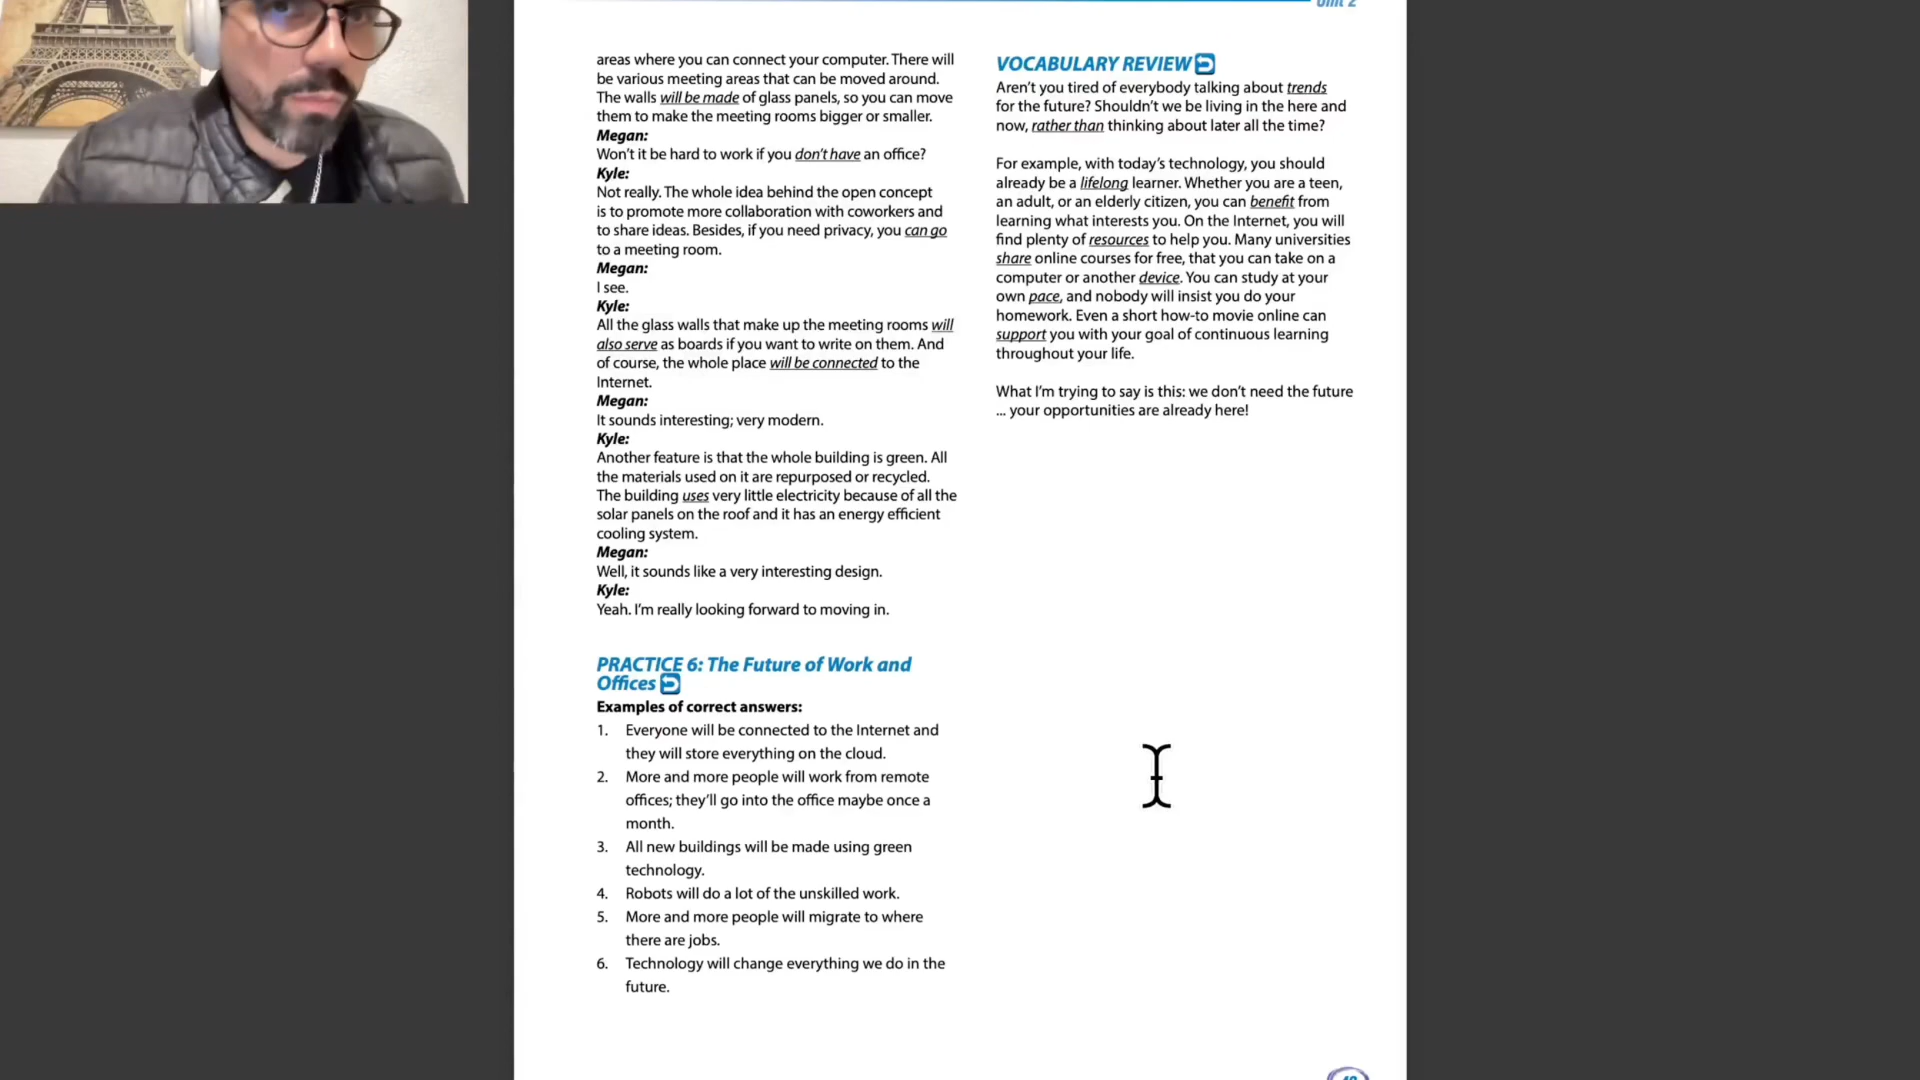 Unit 2
areas where you can connect your computer. There will
be various meeting areas that can be moved around.
The walls will be made of glass panels, so you can move
them to make the meeting rooms bigger or smaller.
Megan:
Won't it be hard to work if you don't have an office?
Kyle:
Not really. The whole idea behind the open concept
is to promote more collaboration with coworkers and
to share ideas. Besides, if you need privacy, you can go
to a meeting room.
Megan:
I see.
Kyle:
All the glass walls that make up the meeting rooms will
also serve as boards if you want to write on them. And
of course, the whole place will be connected to the
Internet.
Megan:
It sounds interesting; very modern.
Kyle:
Another feature is that the whole building is green. All
the materials used on it are repurposed or recycled.
The building uses very little electricity because of all the
solar panels on the roof and it has an energy efficient
cooling system.
Megan:
Well, it sounds like a very interesting design.
Kyle:
Yeah. I'm really looking forward to moving in.
PRACTICE 6: The Future of Work and
Offices
Examples of correct answers:
1. Everyone will be connected to the Internet and
they will store everything on the cloud.
2. More and more people will work from remote
offices; they'll go into the office maybe once a
month.
3. All new buildings will be made using green
technology.
4. Robots will do a lot of the unskilled work.
5. More and more people will migrate to where
there are jobs.
6. Technology will change everything we do in the
future.
VOCABULARY REVIEW
Aren't you tired of everybody talking about trends
for the future? Shouldn't we be living in the here and
now, rather than thinking about later all the time?
For example, with today's technology, you should
already be a lifelong learner. Whether you are a teen,
an adult, or an elderly citizen, you can benefit from
learning what interests you. On the Internet, you will
find plenty of resources to help you. Many universities
share online courses for free, that you can take on a
computer or another device. You can study at your
own pace, and nobody will insist you do your
homework. Even a short how-to movie online can
support you with your goal of continuous learning
throughout your life.
What I'm trying to say is this: we don't need the future
... your opportunities are already here!